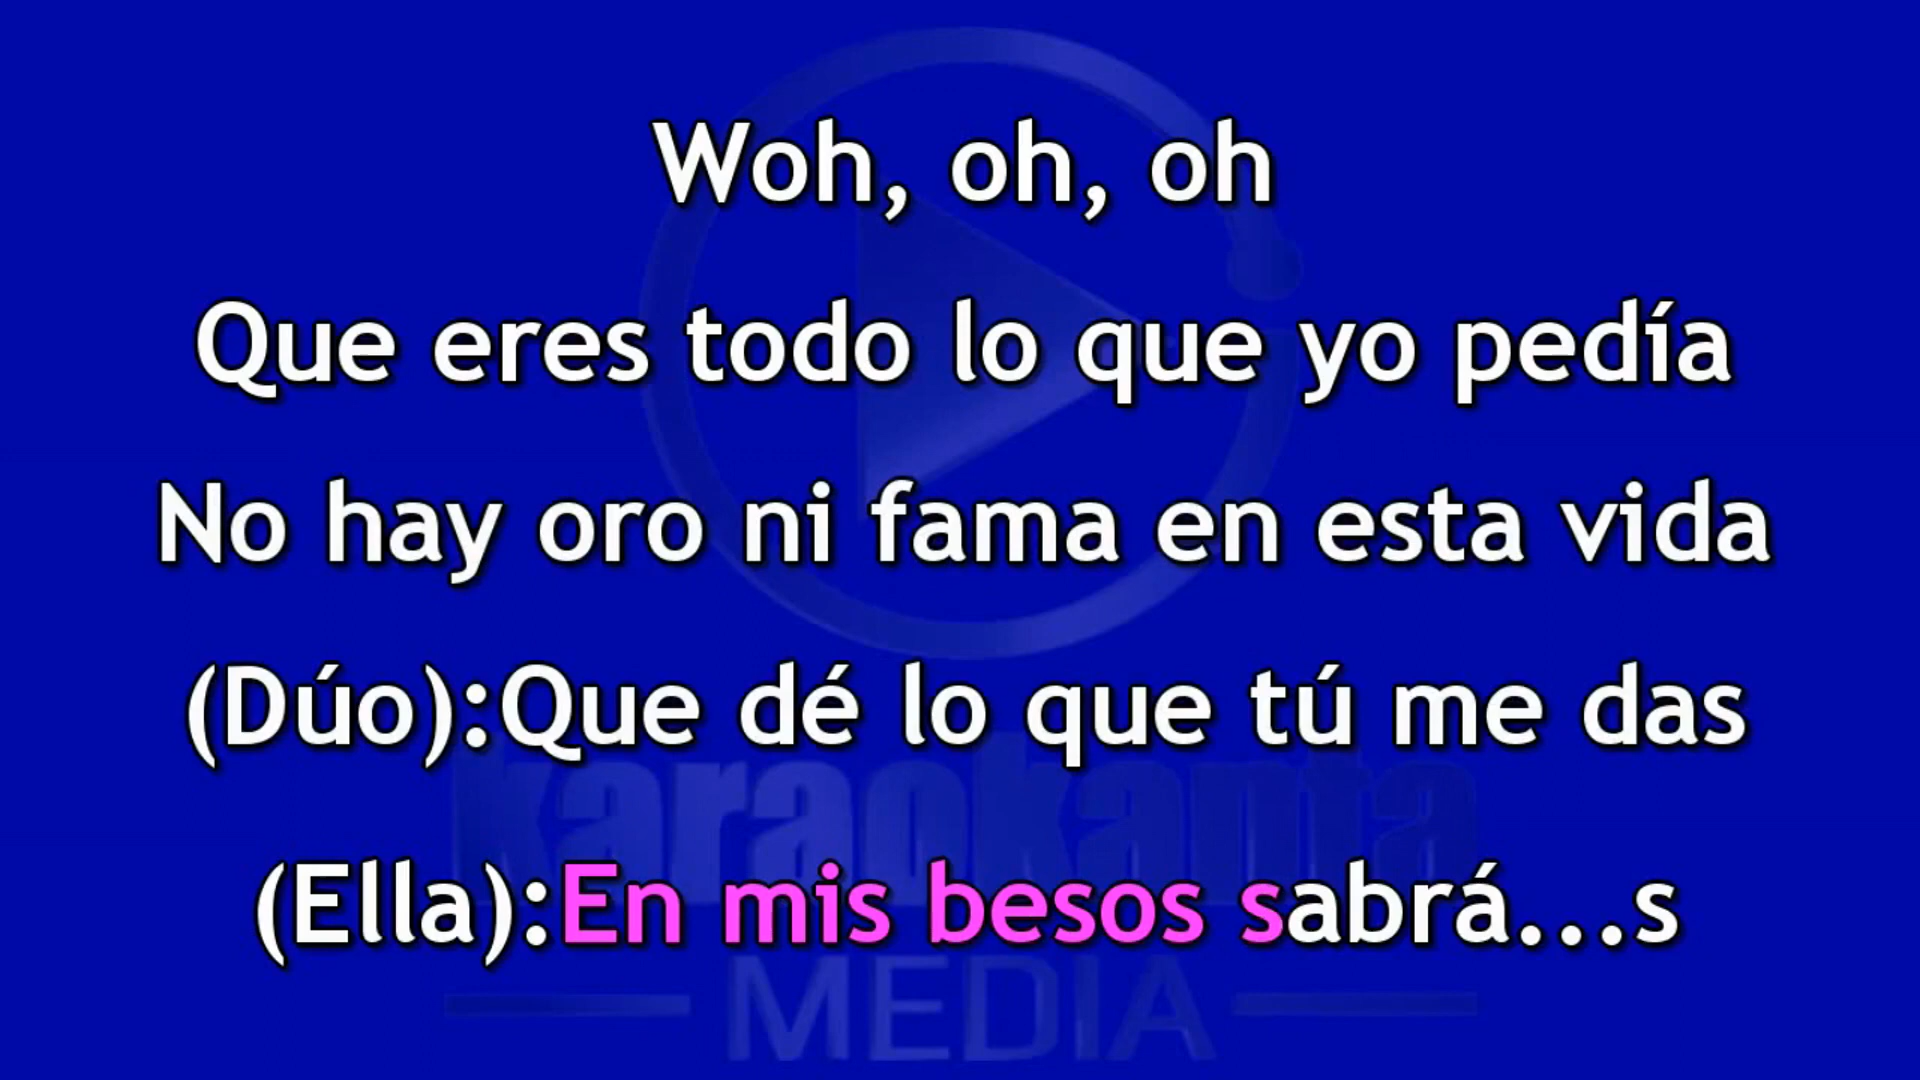 Woh, oh, oh
Que eres todo lo que yo pedía
No hay oro ni fama en esta vida
(Dúo):Que dé lo que tú me das
karaokanta
(Ella):En mis besos sabrá...s
MEDIA